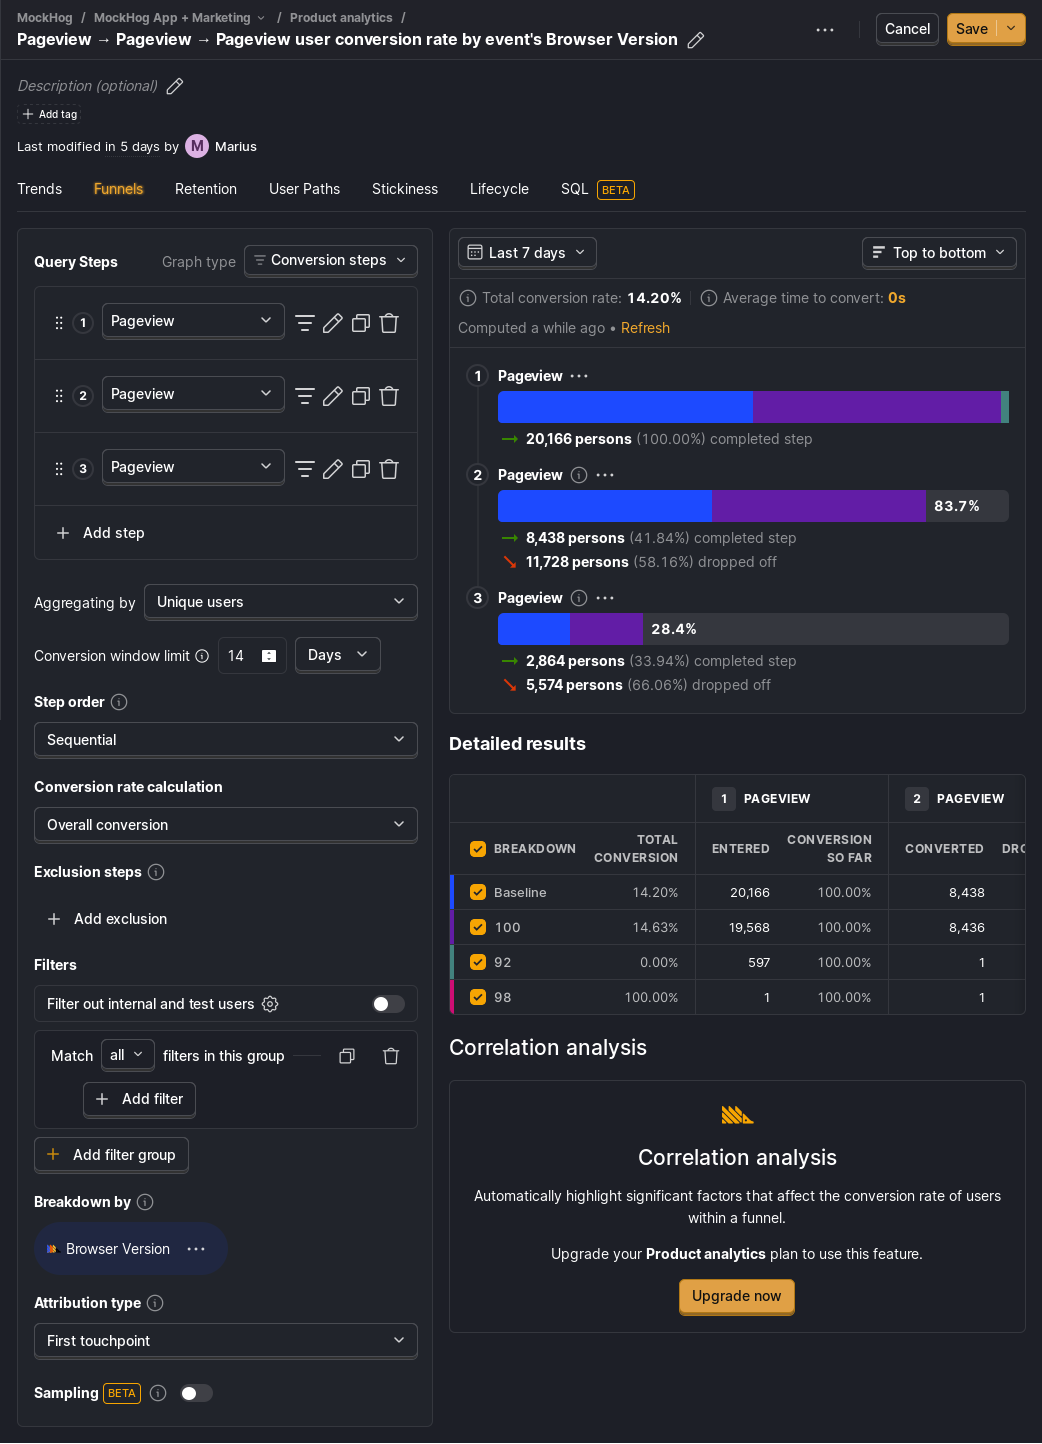 MockHog / MockHog App + Marketing / Product analytics /
Pageview → Pageview → Pageview user conversion rate by event's Browser Version
Cancel
Save
Description (optional)
Add tag
Last modified in 5 days by M Marius
Trends
Funnels
Retention
User Paths
Stickiness
Lifecycle
SQL BETA
Query Steps
Graph type
Conversion steps
1 Pageview
2 Pageview
3 Pageview
Add step
Aggregating by
Unique users
Conversion window limit
14
Days
Step order
Sequential
Conversion rate calculation
Overall conversion
Exclusion steps
Add exclusion
Filters
Filter out internal and test users
Match all filters in this group
Add filter
Add filter group
Breakdown by
Browser Version
Attribution type
First touchpoint
Sampling BETA
Last 7 days
Top to bottom
Total conversion rate: 14.20%
Average time to convert: 0s
Computed a while ago • Refresh
1 Pageview
20,166 persons (100.00%) completed step
2 Pageview
83.7%
8,438 persons (41.84%) completed step
11,728 persons (58.16%) dropped off
3 Pageview
28.4%
2,864 persons (33.94%) completed step
5,574 persons (66.06%) dropped off
Detailed results
1 PAGEVIEW
2 PAGEVIEW
BREAKDOWN
TOTAL
CONVERSION
ENTERED
CONVERSION
SO FAR
CONVERTED
DRO
Baseline 14.20% 20,166 100.00% 8,438
100 14.63% 19,568 100.00% 8,436
92 0.00% 597 100.00% 1
98 100.00% 1 100.00% 1
Correlation analysis
Correlation analysis
Automatically highlight significant factors that affect the conversion rate of users
within a funnel.
Upgrade your Product analytics plan to use this feature.
Upgrade now